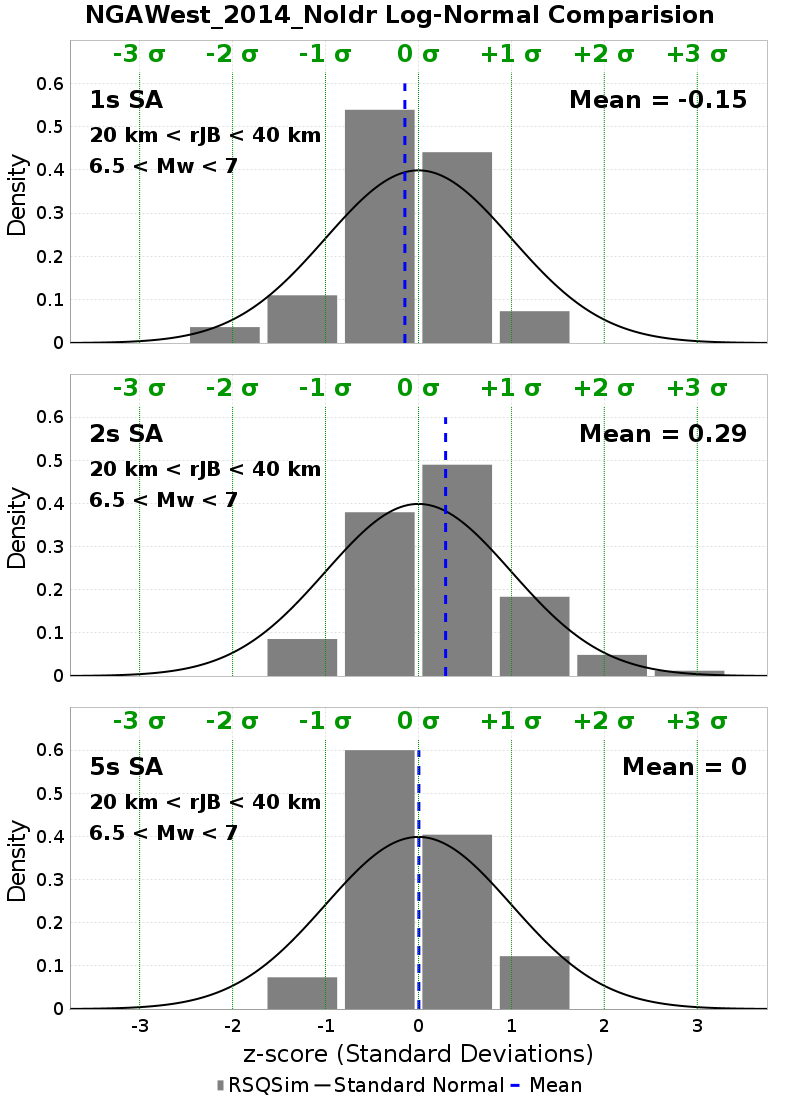 NGAWest_2014_NoIdr Log-Normal Comparision
-3 σ -2 σ -1 σ 0 σ +1 σ +2 σ +3 σ
0.6
1s SA Mean = -0.15
0.5
20 km < rJB < 40 km
6.5 < Mw < 7
0.4
0.3
0.2
0.1
0
Density
-3 σ -2 σ -1 σ 0 σ +1 σ +2 σ +3 σ
0.6
2s SA Mean = 0.29
0.5
20 km < rJB < 40 km
6.5 < Mw < 7
0.4
0.3
0.2
0.1
0
Density
-3 σ -2 σ -1 σ 0 σ +1 σ +2 σ +3 σ
0.6
5s SA Mean = 0
0.5
20 km < rJB < 40 km
6.5 < Mw < 7
0.4
0.3
0.2
0.1
0
Density
-3 -2 -1 0 1 2 3
z-score (Standard Deviations)
RSQSim Standard Normal Mean